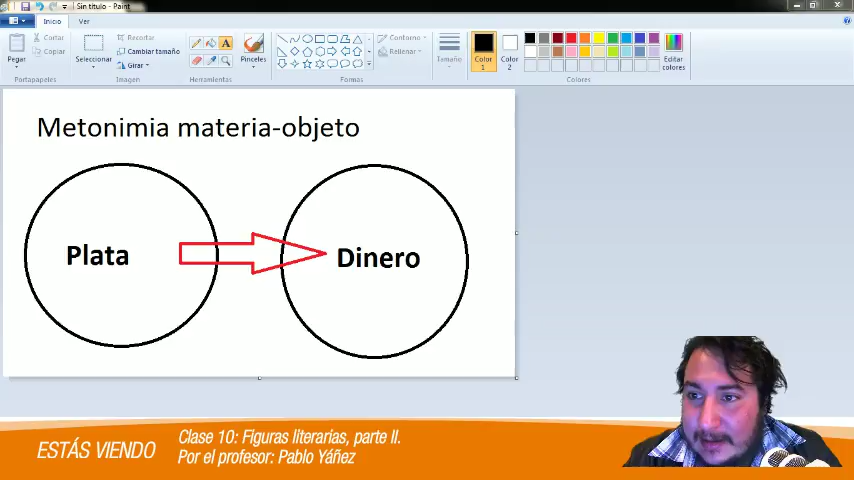 Sin título - Paint
Inicio
Ver
Pegar
Cortar
Copiar
Portapapeles
Seleccionar
Recortar
Cambiar tamaño
Girar
Imagen
A
Herramientas
Pinceles
Contorno
Rellenar
Formas
Tamaño
Color
1
Color
2
Editar
colores
Colores
Metonimia materia-objeto
Plata
Dinero
ESTÁS VIENDO
Clase 10: Figuras literarias, parte II.
Por el profesor: Pablo Yáñez